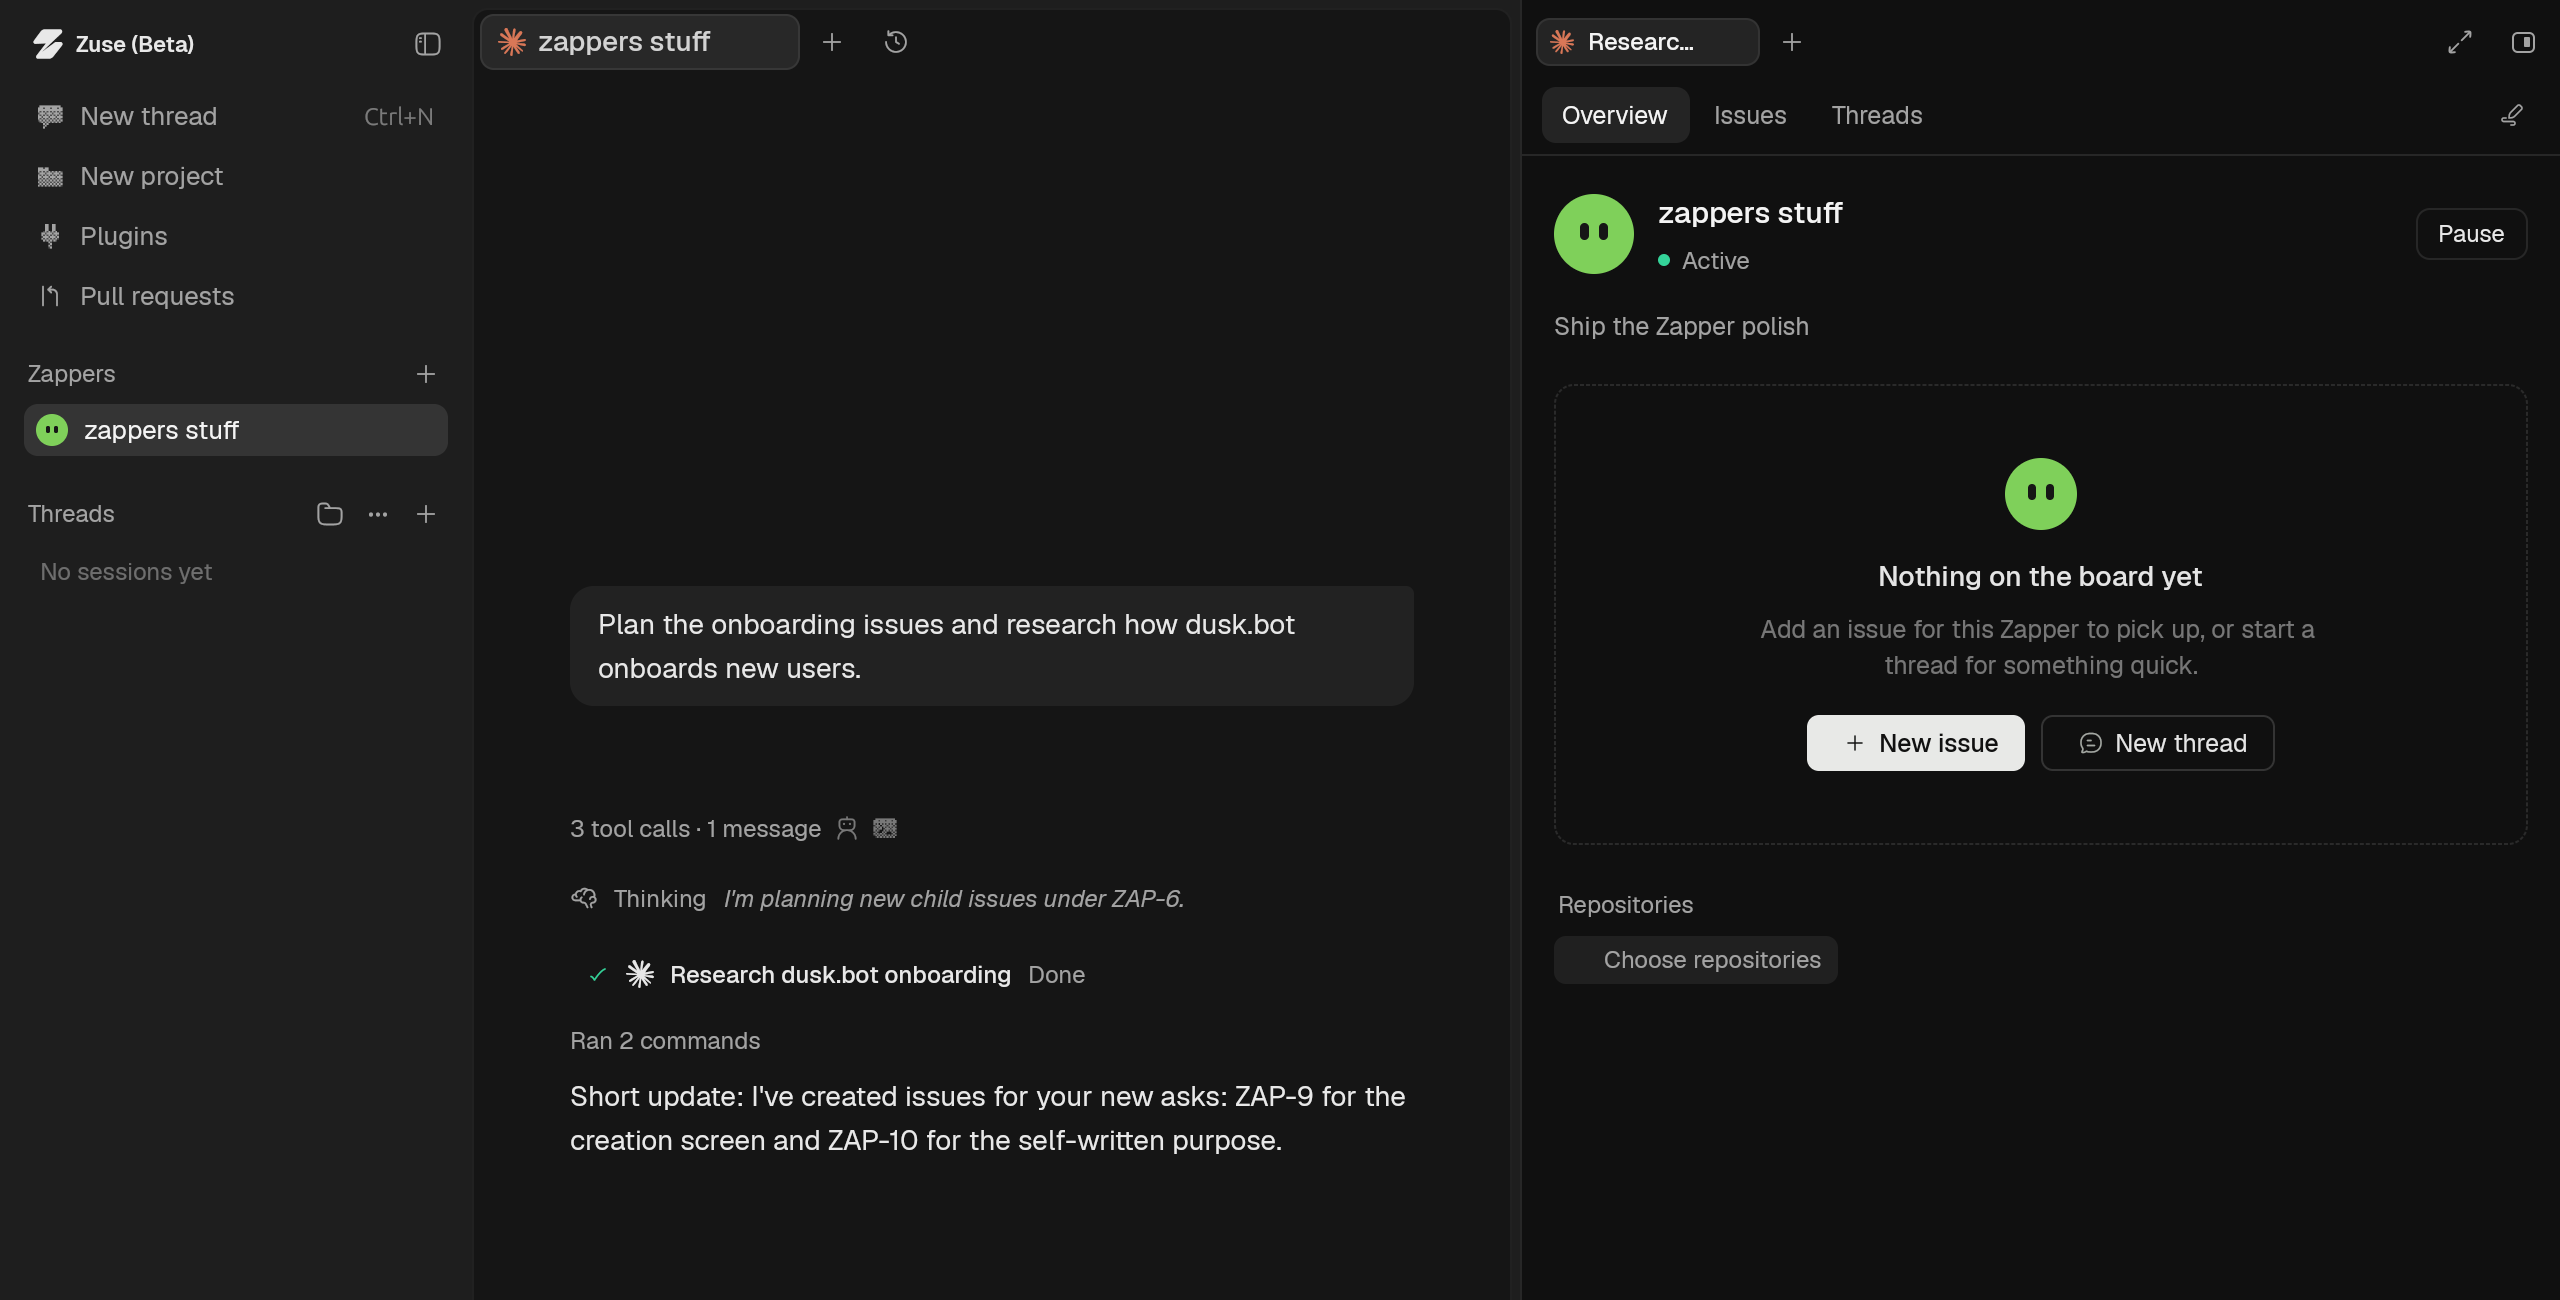 Zuse (Beta)
New thread Ctrl+N
New project
Plugins
Pull requests
Zappers
zappers stuff
Threads
No sessions yet
zappers stuff
Plan the onboarding issues and research how dusk.bot
onboards new users.
3 tool calls · 1 message
Thinking I'm planning new child issues under ZAP-6.
Research dusk.bot onboarding Done
Ran 2 commands
Short update: I've created issues for your new asks: ZAP-9 for the
creation screen and ZAP-10 for the self-written purpose.
Researc...
Overview Issues Threads
zappers stuff
Active
Pause
Ship the Zapper polish
Nothing on the board yet
Add an issue for this Zapper to pick up, or start a
thread for something quick.
New issue New thread
Repositories
Choose repositories